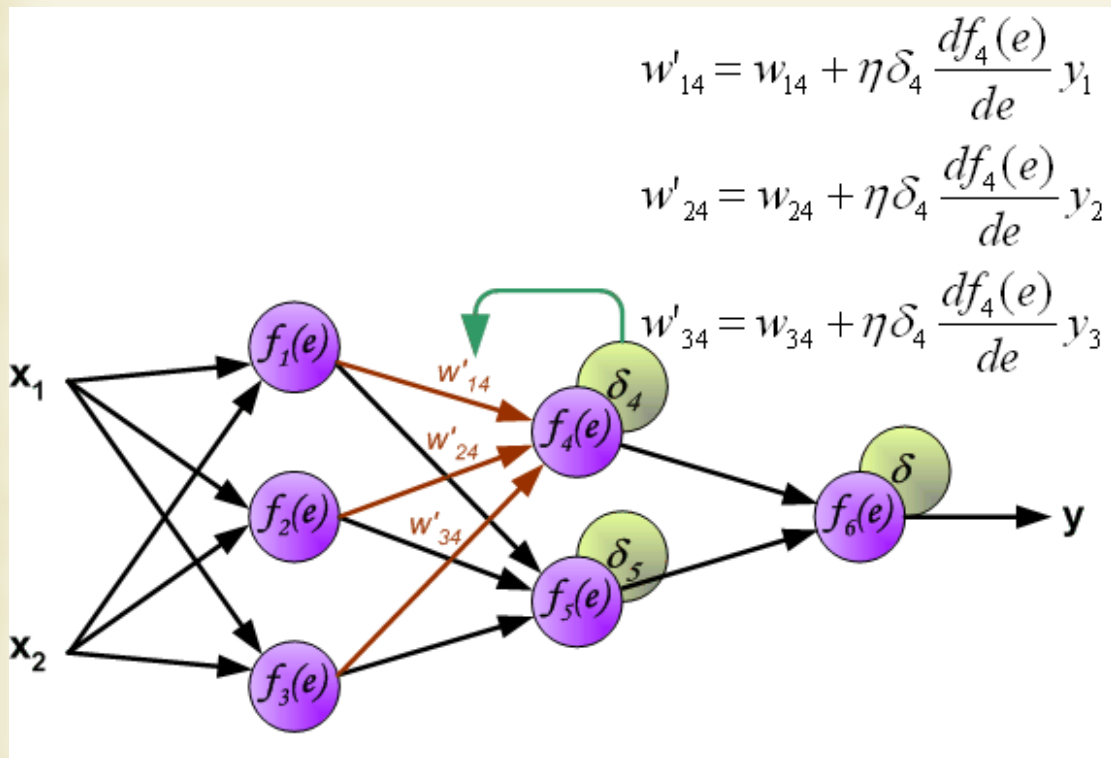 w'₁₄ = w₁₄ + ηδ₄ df₄(e)/de y₁
w'₂₄ = w₂₄ + ηδ₄ df₄(e)/de y₂
w'₃₄ = w₃₄ + ηδ₄ df₄(e)/de y₃
x₁
x₂
f₁(e)
f₂(e)
f₃(e)
w'₁₄
w'₂₄
w'₃₄
δ₄
f₄(e)
δ₅
f₅(e)
δ
f₆(e)
y